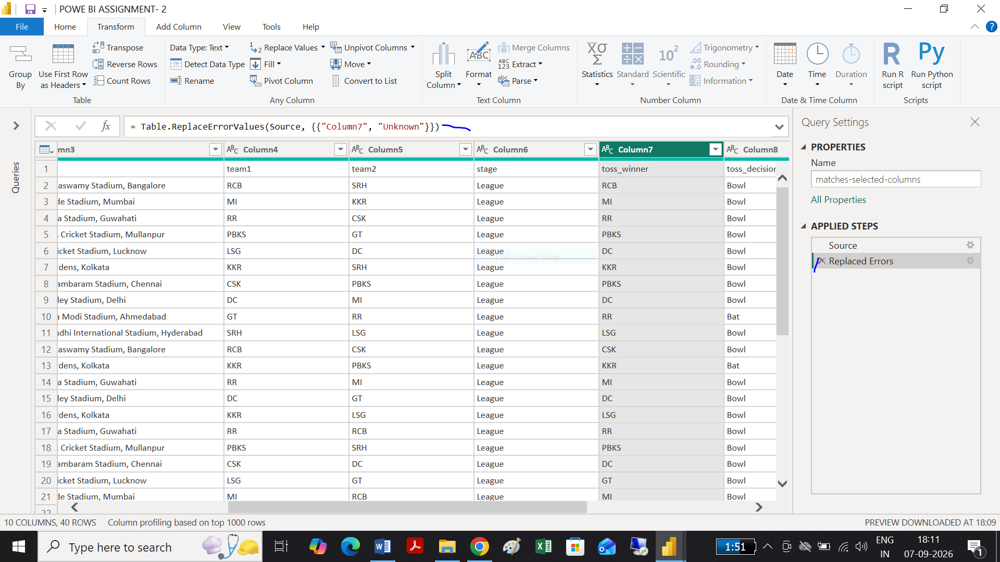 POWE BI ASSIGNMENT- 2
File Home Transform Add Column View Tools Help
Group By
Use First Row as Headers
Transpose
Reverse Rows
Count Rows
Table
Data Type: Text
Detect Data Type
Rename
Replace Values
Fill
Pivot Column
Unpivot Columns
Move
Convert to List
Any Column
Split Column
Format
Merge Columns
Extract
Parse
Text Column
Statistics
Standard
Scientific
Trigonometry
Rounding
Information
Number Column
Date
Time
Duration
Date & Time Column
Run R script
Run Python script
Scripts
Queries
= Table.ReplaceErrorValues(Source, {{"Column7", "Unknown"}})
mn3 Column4 Column5 Column6 Column7 Column8
1 team1 team2 stage toss_winner toss_decision
2 aswamy Stadium, Bangalore RCB SRH League RCB Bowl
3 de Stadium, Mumbai MI KKR League MI Bowl
4 a Stadium, Guwahati RR CSK League RR Bowl
5 . Cricket Stadium, Mullanpur PBKS GT League PBKS Bowl
6 icket Stadium, Lucknow LSG DC League DC Bowl
7 rdens, Kolkata KKR SRH League KKR Bowl
8 ambaram Stadium, Chennai CSK PBKS League PBKS Bowl
9 ley Stadium, Delhi DC MI League DC Bowl
10 a Modi Stadium, Ahmedabad GT RR League RR Bat
11 ndhi International Stadium, Hyderabad SRH LSG League LSG Bowl
12 aswamy Stadium, Bangalore RCB CSK League CSK Bowl
13 rdens, Kolkata KKR PBKS League KKR Bat
14 a Stadium, Guwahati RR MI League MI Bowl
15 ley Stadium, Delhi DC GT League DC Bowl
16 rdens, Kolkata KKR LSG League LSG Bowl
17 a Stadium, Guwahati RR RCB League RR Bowl
18 . Cricket Stadium, Mullanpur PBKS SRH League PBKS Bowl
19 ambaram Stadium, Chennai CSK DC League DC Bowl
20 icket Stadium, Lucknow LSG GT League GT Bowl
21 de Stadium, Mumbai MI RCB League MI Bowl
22
Full-screen Snip
Query Settings
PROPERTIES
Name
matches-selected-columns
All Properties
APPLIED STEPS
Source
Replaced Errors
10 COLUMNS, 40 ROWS Column profiling based on top 1000 rows PREVIEW DOWNLOADED AT 18:09
Type here to search
1:51
ENG
IN
18:11
07-09-2026
1